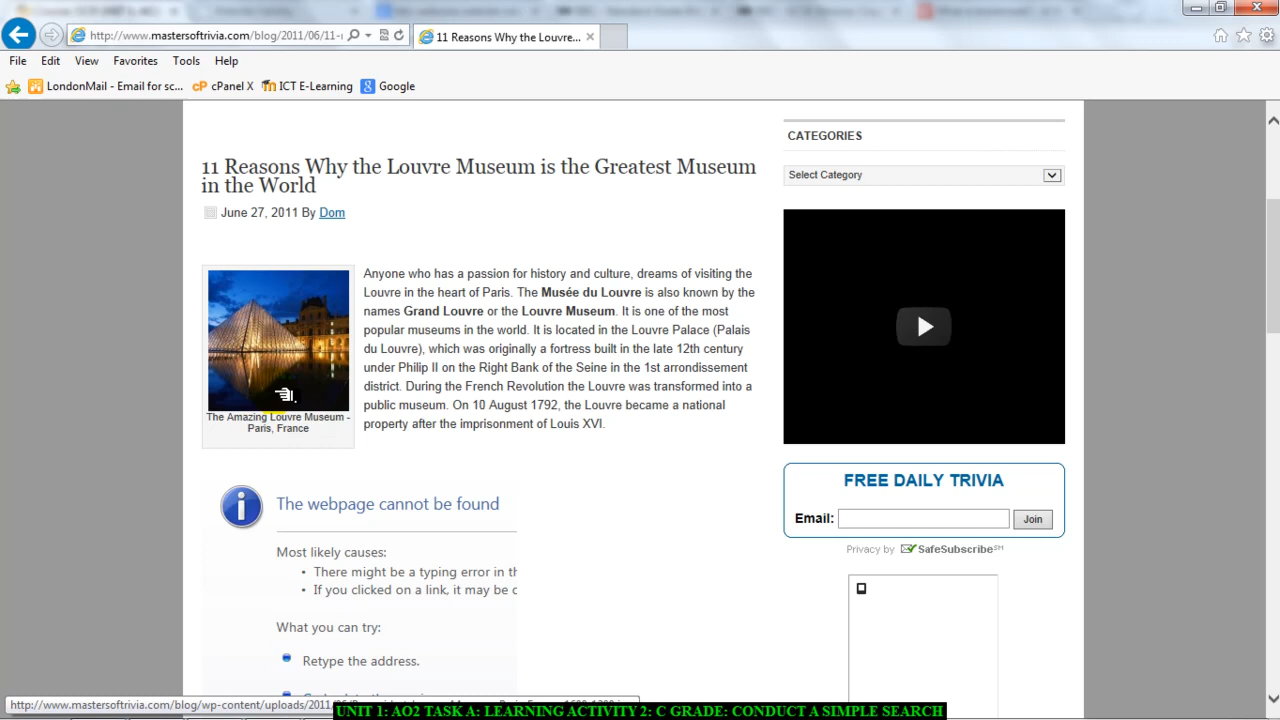 http://www.mastersoftrivia.com/blog/2011/06/11-r
11 Reasons Why the Louvre...
File Edit View Favorites Tools Help
LondonMail - Email for sc... cPanel X ICT E-Learning Google
11 Reasons Why the Louvre Museum is the Greatest Museum
in the World
June 27, 2011 By Dom
Anyone who has a passion for history and culture, dreams of visiting the
Louvre in the heart of Paris. The Musée du Louvre is also known by the
names Grand Louvre or the Louvre Museum. It is one of the most
popular museums in the world. It is located in the Louvre Palace (Palais
du Louvre), which was originally a fortress built in the late 12th century
under Philip II on the Right Bank of the Seine in the 1st arrondissement
district. During the French Revolution the Louvre was transformed into a
public museum. On 10 August 1792, the Louvre became a national
property after the imprisonment of Louis XVI.
The Amazing Louvre Museum -
Paris, France
The webpage cannot be found
Most likely causes:
• There might be a typing error in th
• If you clicked on a link, it may be o
What you can try:
Retype the address.
CATEGORIES
Select Category
FREE DAILY TRIVIA
Email: Join
Privacy by SafeSubscribe SM
http://www.mastersoftrivia.com/blog/wp-content/uploads/2011
UNIT 1: AO2 TASK A: LEARNING ACTIVITY 2: C GRADE: CONDUCT A SIMPLE SEARCH